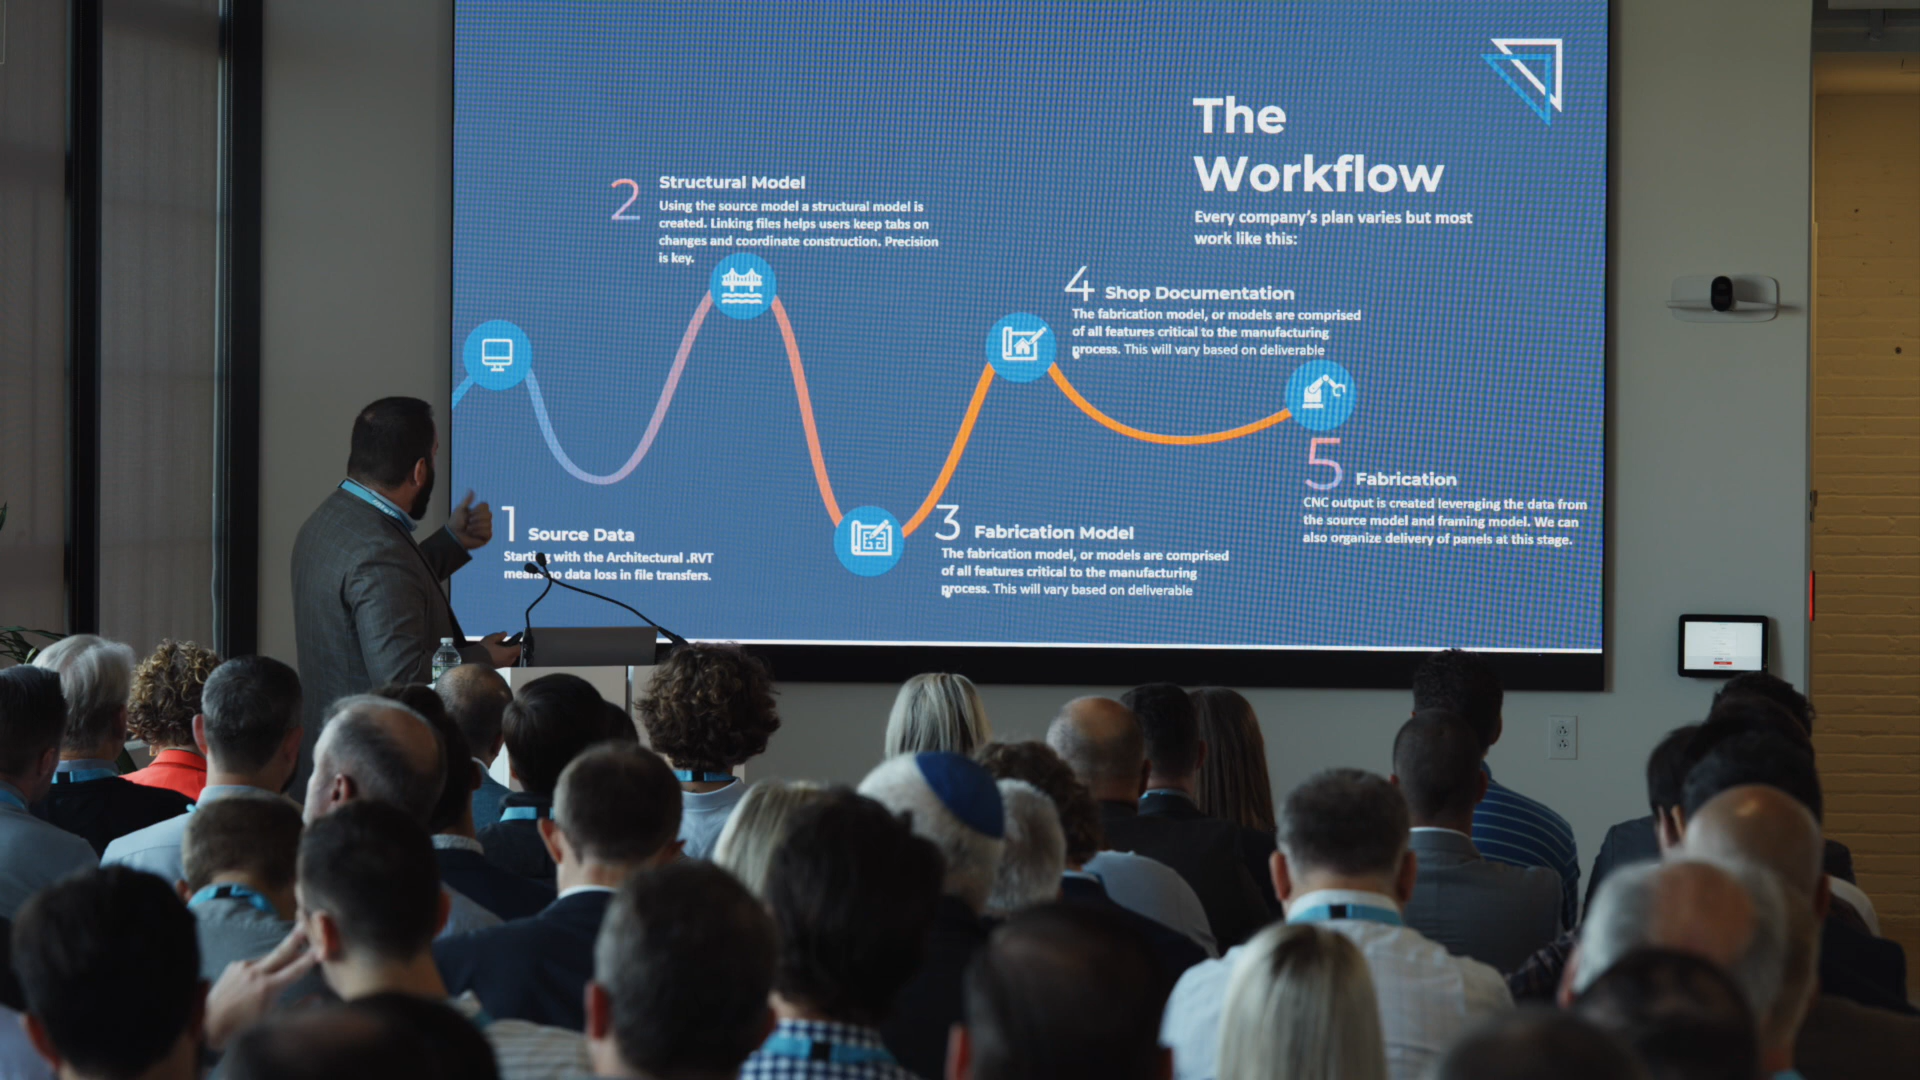 The
Workflow
Every company's plan varies but most
work like this:
1 Source Data
Starting with the Architectural .RVT
means no data loss in file transfers.
2 Structural Model
Using the source model a structural model is
created. Linking files helps users keep tabs on
changes and coordinate construction. Precision
is key.
3 Fabrication Model
The fabrication model, or models are comprised
of all features critical to the manufacturing
process. This will vary based on deliverable
4 Shop Documentation
The fabrication model, or models are comprised
of all features critical to the manufacturing
process. This will vary based on deliverable
5 Fabrication
CNC output is created leveraging the data from
the source model and framing model. We can
also organize delivery of panels at this stage.